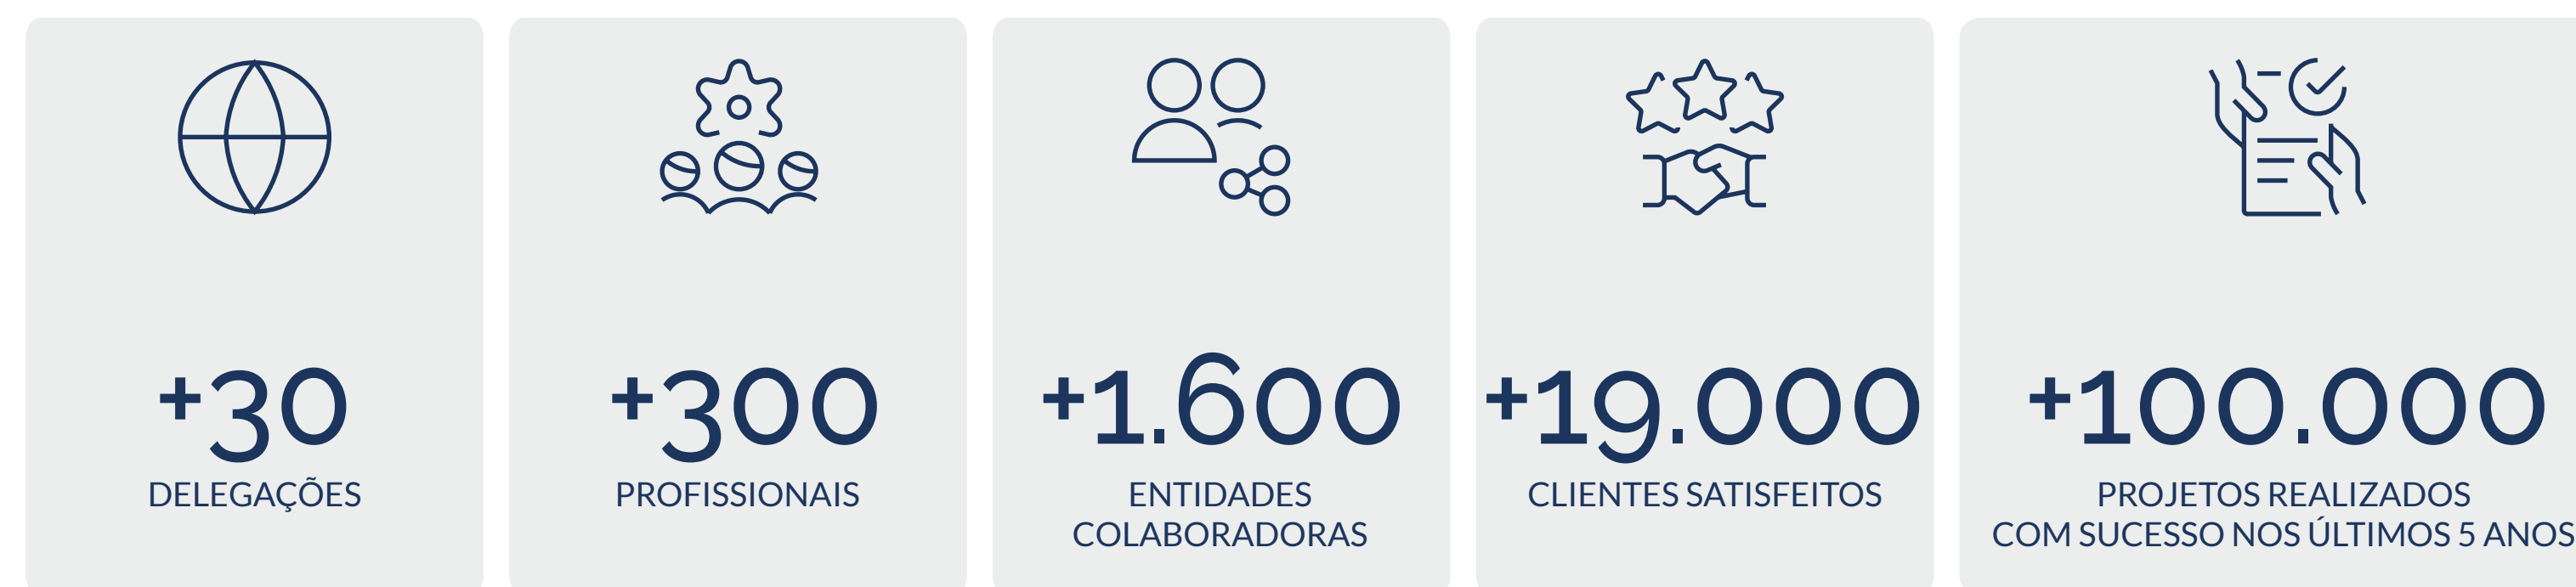 +30
DELEGAÇÕES
+300
PROFISSIONAIS
+1.600
ENTIDADES
COLABORADORAS
+19.000
CLIENTES SATISFEITOS
+100.000
PROJETOS REALIZADOS
COM SUCESSO NOS ÚLTIMOS 5 ANOS